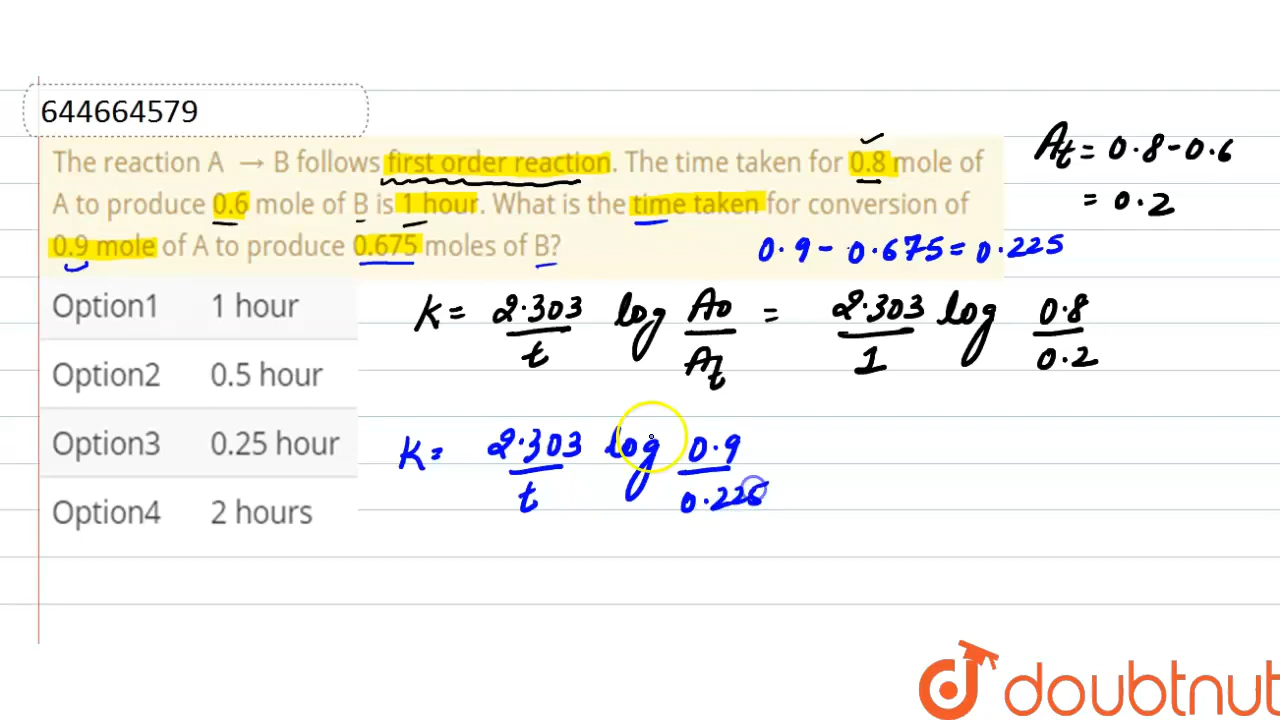 644664579
The reaction A → B follows first order reaction. The time taken for 0.8 mole of
A to produce 0.6 mole of B is 1 hour. What is the time taken for conversion of
0.9 mole of A to produce 0.675 moles of B?
At = 0.8-0.6
= 0.2
0.9 - 0.675 = 0.225
Option1 1 hour
Option2 0.5 hour
Option3 0.25 hour
Option4 2 hours
K = 2.303/t log A0/At = 2.303/1 log 0.8/0.2
K = 2.303/t log 0.9/0.225
doubtnut